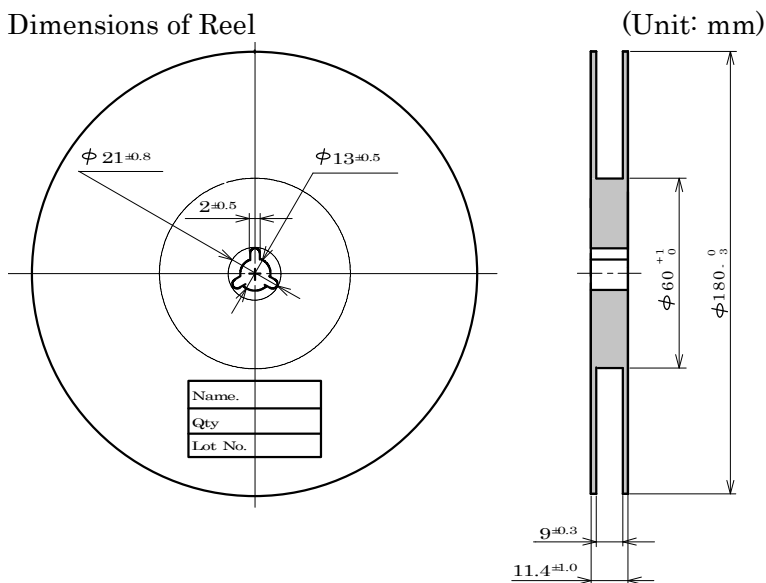 Dimensions of Reel (Unit: mm)
ϕ21±0.8
ϕ13±0.5
2±0.5
ϕ60 +1 0
ϕ180. 0 3
Name.
Qty
Lot No.
9±0.3
11.4±1.0